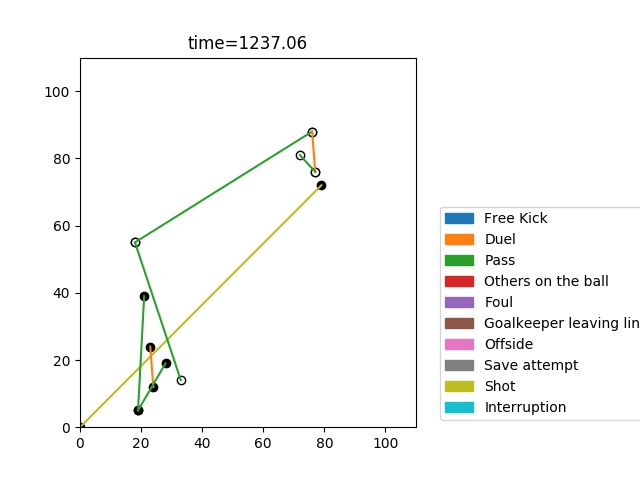 time=1237.06
100
80
60
40
20
0
0 20 40 60 80 100
Free Kick
Duel
Pass
Others on the ball
Foul
Goalkeeper leaving lin
Offside
Save attempt
Shot
Interruption